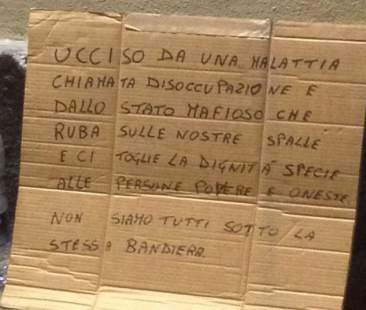 UCCISO DA UNA MALATTIA
CHIAMATA DISOCCUPAZIONE E
DALLO STATO MAFIOSO CHE
RUBA SULLE NOSTRE SPALLE
E CI TOGLIE LA DIGNITÀ SPECIE
ALLE PERSONE POVERE E ONESTE
NON SIAMO TUTTI SOTTO LA
STESSA BANDIERA.